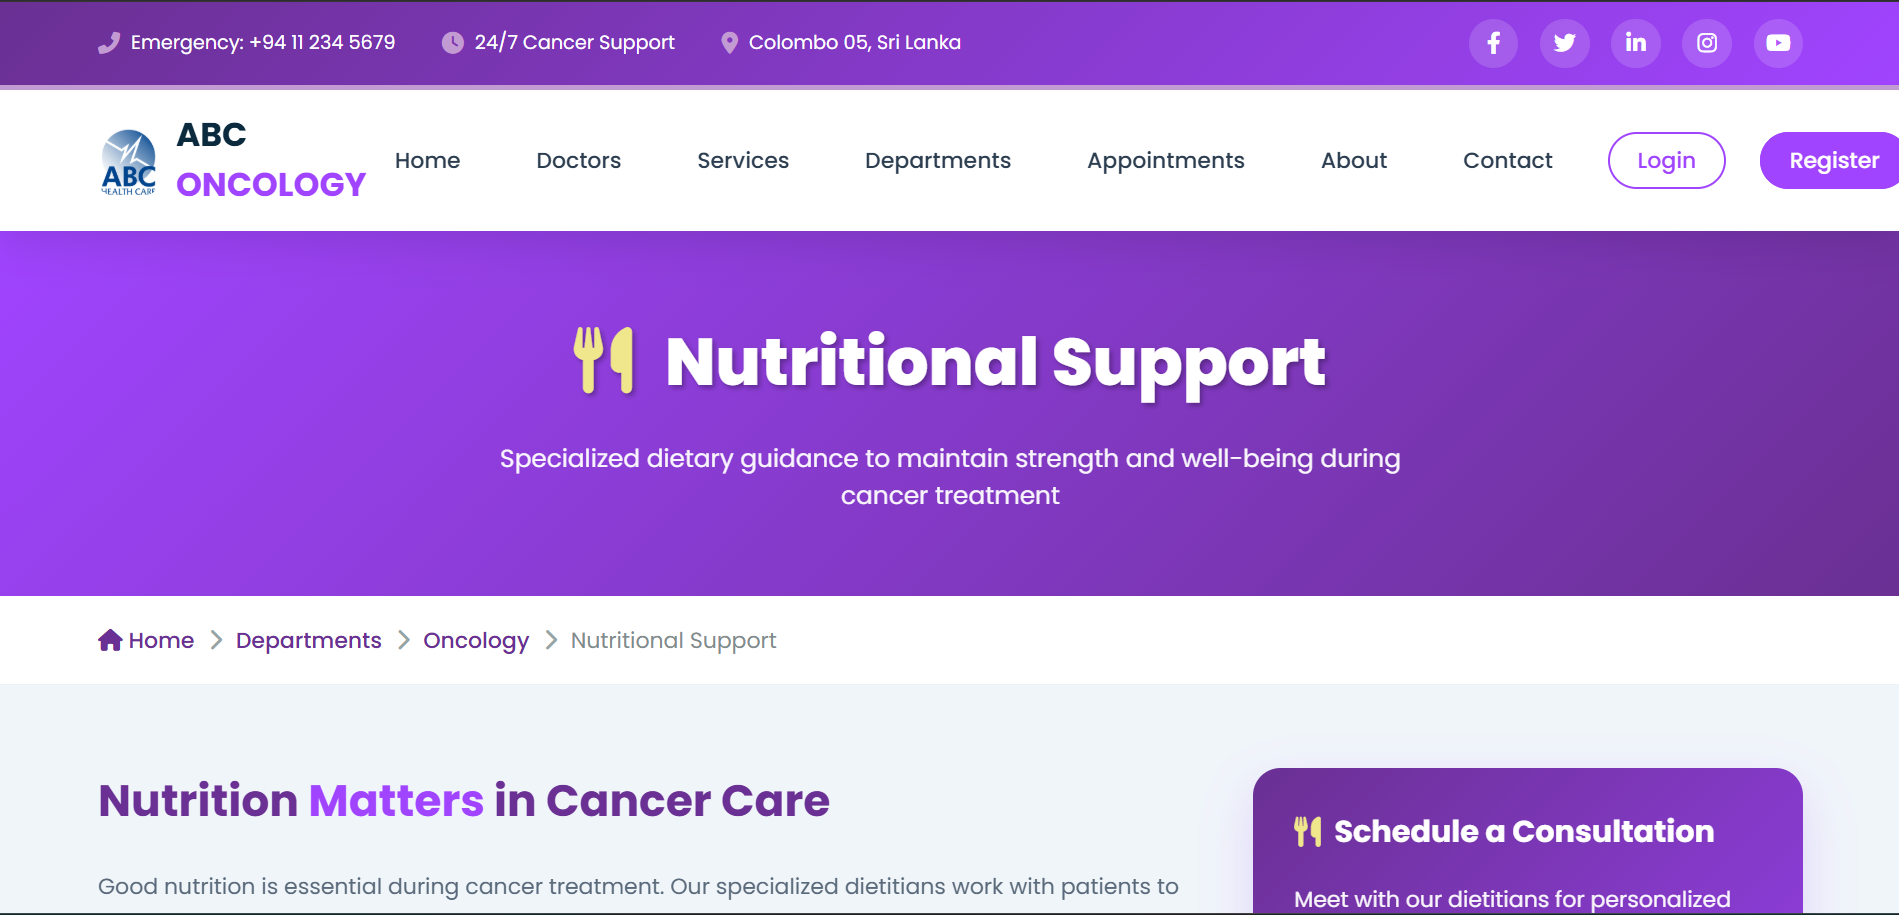 Emergency: +94 11 234 5679
24/7 Cancer Support
Colombo 05, Sri Lanka
ABC
HEALTH CARE
ABC
ONCOLOGY
Home
Doctors
Services
Departments
Appointments
About
Contact
Login
Register
Nutritional Support
Specialized dietary guidance to maintain strength and well-being during
cancer treatment
Home
Departments
Oncology
Nutritional Support
Nutrition Matters in Cancer Care
Good nutrition is essential during cancer treatment. Our specialized dietitians work with patients to
Schedule a Consultation
Meet with our dietitians for personalized